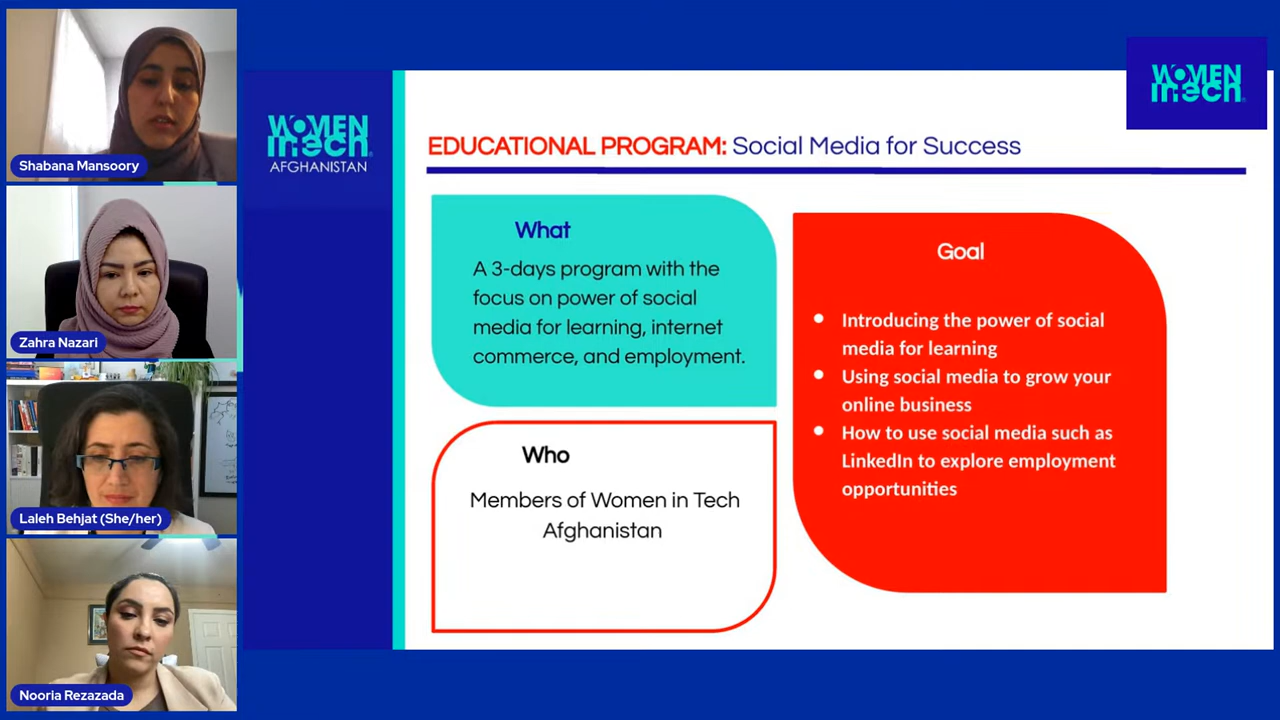 Shabana Mansoory
Zahra Nazari
Laleh Behjat (She/her)
Nooria Rezazada
WOMEN
in tech
AFGHANISTAN
WOMEN
in tech
EDUCATIONAL PROGRAM: Social Media for Success
What
A 3-days program with the
focus on power of social
media for learning, internet
commerce, and employment.
Who
Members of Women in Tech
Afghanistan
Goal
• Introducing the power of social
media for learning
• Using social media to grow your
online business
• How to use social media such as
LinkedIn to explore employment
opportunities